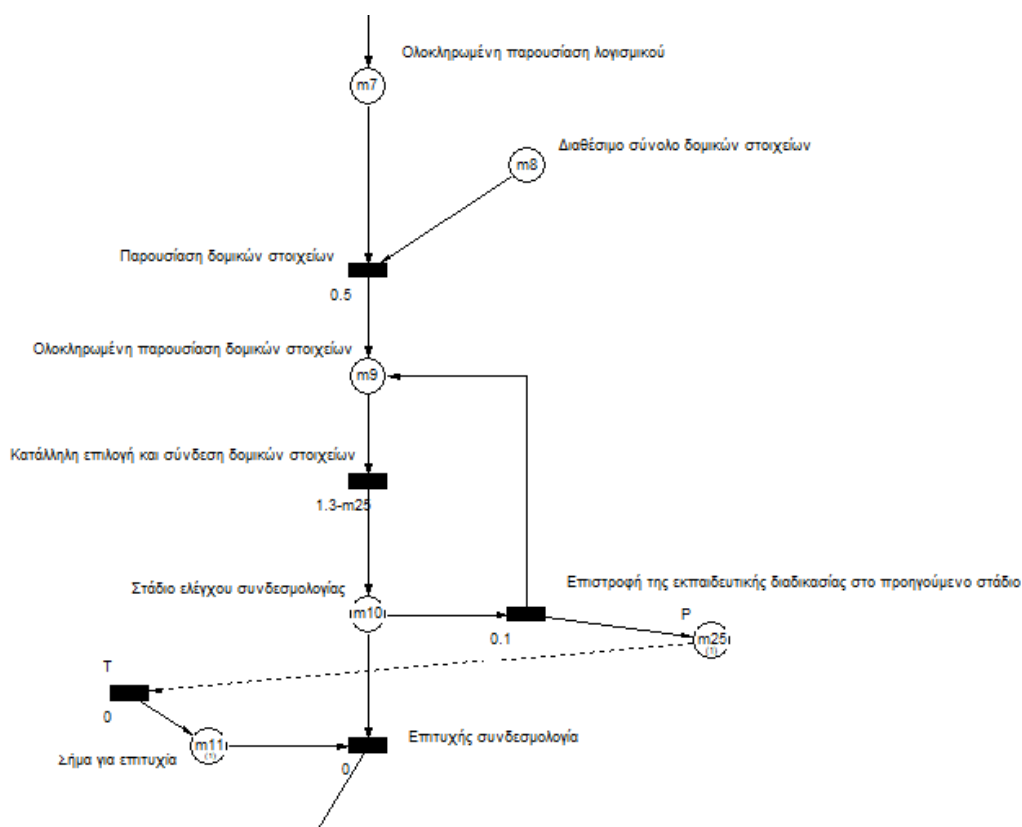 Ολοκληρωμένη παρουσίαση λογισμικού
m7
Διαθέσιμο σύνολο δομικών στοιχείων
m8
Παρουσίαση δομικών στοιχείων
0.5
Ολοκληρωμένη παρουσίαση δομικών στοιχείων
m9
Κατάλληλη επιλογή και σύνδεση δομικών στοιχείων
1.3-m25
Στάδιο ελέγχου συνδεσμολογίας
m10
Επιστροφή της εκπαιδευτικής διαδικασίας στο προηγούμενο στάδιο
0.1
P
m25
(1)
T
0
m11
(1)
Σήμα για επιτυχία
Επιτυχής συνδεσμολογία
0